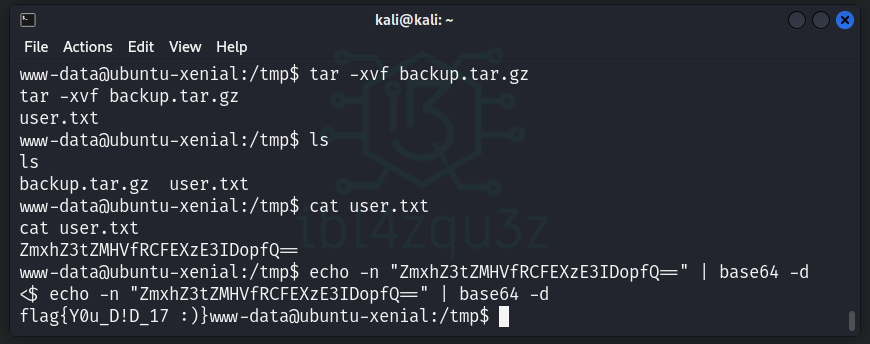 kali@kali: ~
File Actions Edit View Help
www-data@ubuntu-xenial:/tmp$ tar -xvf backup.tar.gz
tar -xvf backup.tar.gz
user.txt
www-data@ubuntu-xenial:/tmp$ ls
ls
backup.tar.gz  user.txt
www-data@ubuntu-xenial:/tmp$ cat user.txt
cat user.txt
ibl4zqu3z
ZmxhZ3tZMHVfRCFEXzE3IDopfQ==
www-data@ubuntu-xenial:/tmp$ echo -n "ZmxhZ3tZMHVfRCFEXzE3IDopfQ==" | base64 -d
<$ echo -n "ZmxhZ3tZMHVfRCFEXzE3IDopfQ==" | base64 -d
flag{Y0u_D!D_17 :)}www-data@ubuntu-xenial:/tmp$